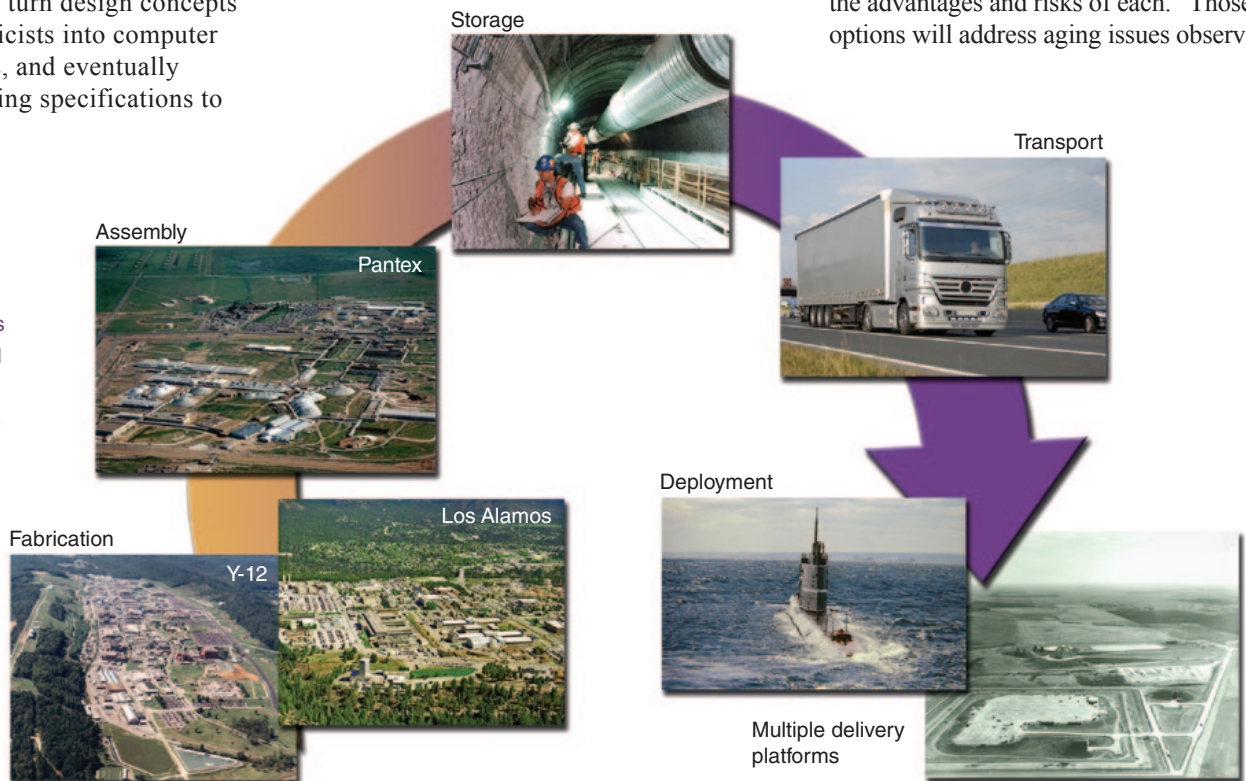 turn design concepts
icists into computer
, and eventually
ing specifications to
the advantages and risks of each. Those
options will address aging issues observ
Storage
Transport
Assembly
Pantex
s
Los Alamos
Fabrication
Y-12
Deployment
Multiple delivery
platforms